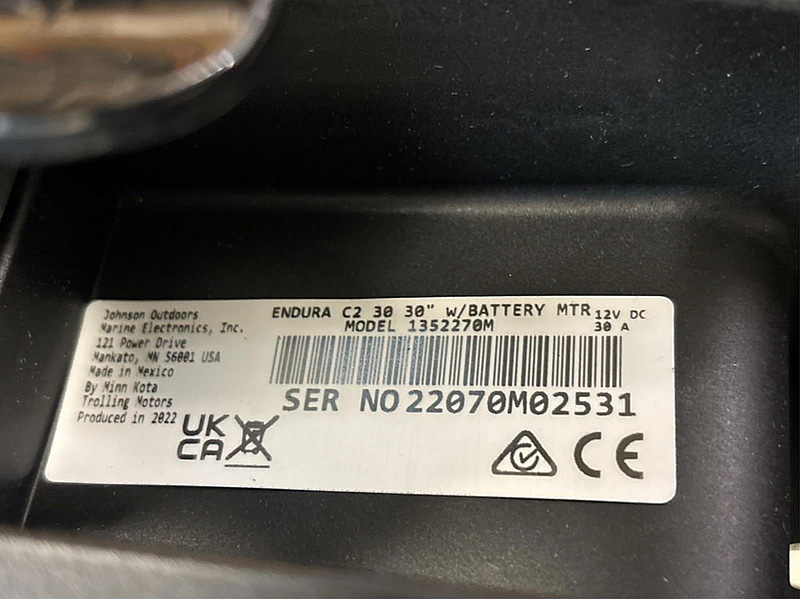 Johnson Outdoors
Marine Electronics, Inc.
121 Power Drive
Mankato, MN 56001 USA
Made in Mexico
By Minn Kota
Trolling Motors
Produced in 2022
UK
CA
ENDURA C2 30 30" W/BATTERY MTR
MODEL 1352270M
12V DC
30 A
SER NO 22070M02531
CE